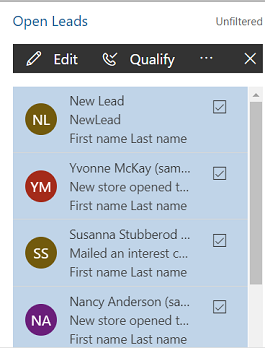 Open Leads Unfiltered
Edit Qualify ...
NL
New Lead
NewLead
First name Last name
YM
Yvonne McKay (sam...
New store opened t...
First name Last name
SS
Susanna Stubberod ...
Mailed an interest c...
First name Last name
NA
Nancy Anderson (sa...
New store opened t...
First name Last name